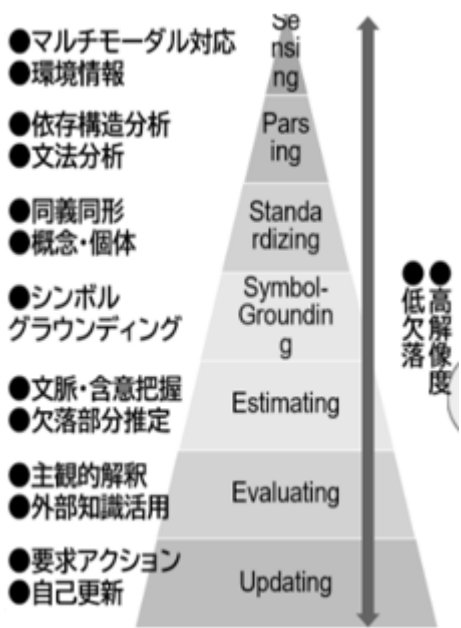 ●マルチモーダル対応
●環境情報
Se
nsi
ng
●依存構造分析
●文法分析
Pars
ing
●同義同形
●概念・個体
Standa
rdizing
●シンボル
グラウンディング
Symbol-
Groundin
g
●文脈・含意把握
●欠落部分推定
Estimating
●主観的解釈
●外部知識活用
Evaluating
●要求アクション
●自己更新
Updating
●高解像度
●低欠落